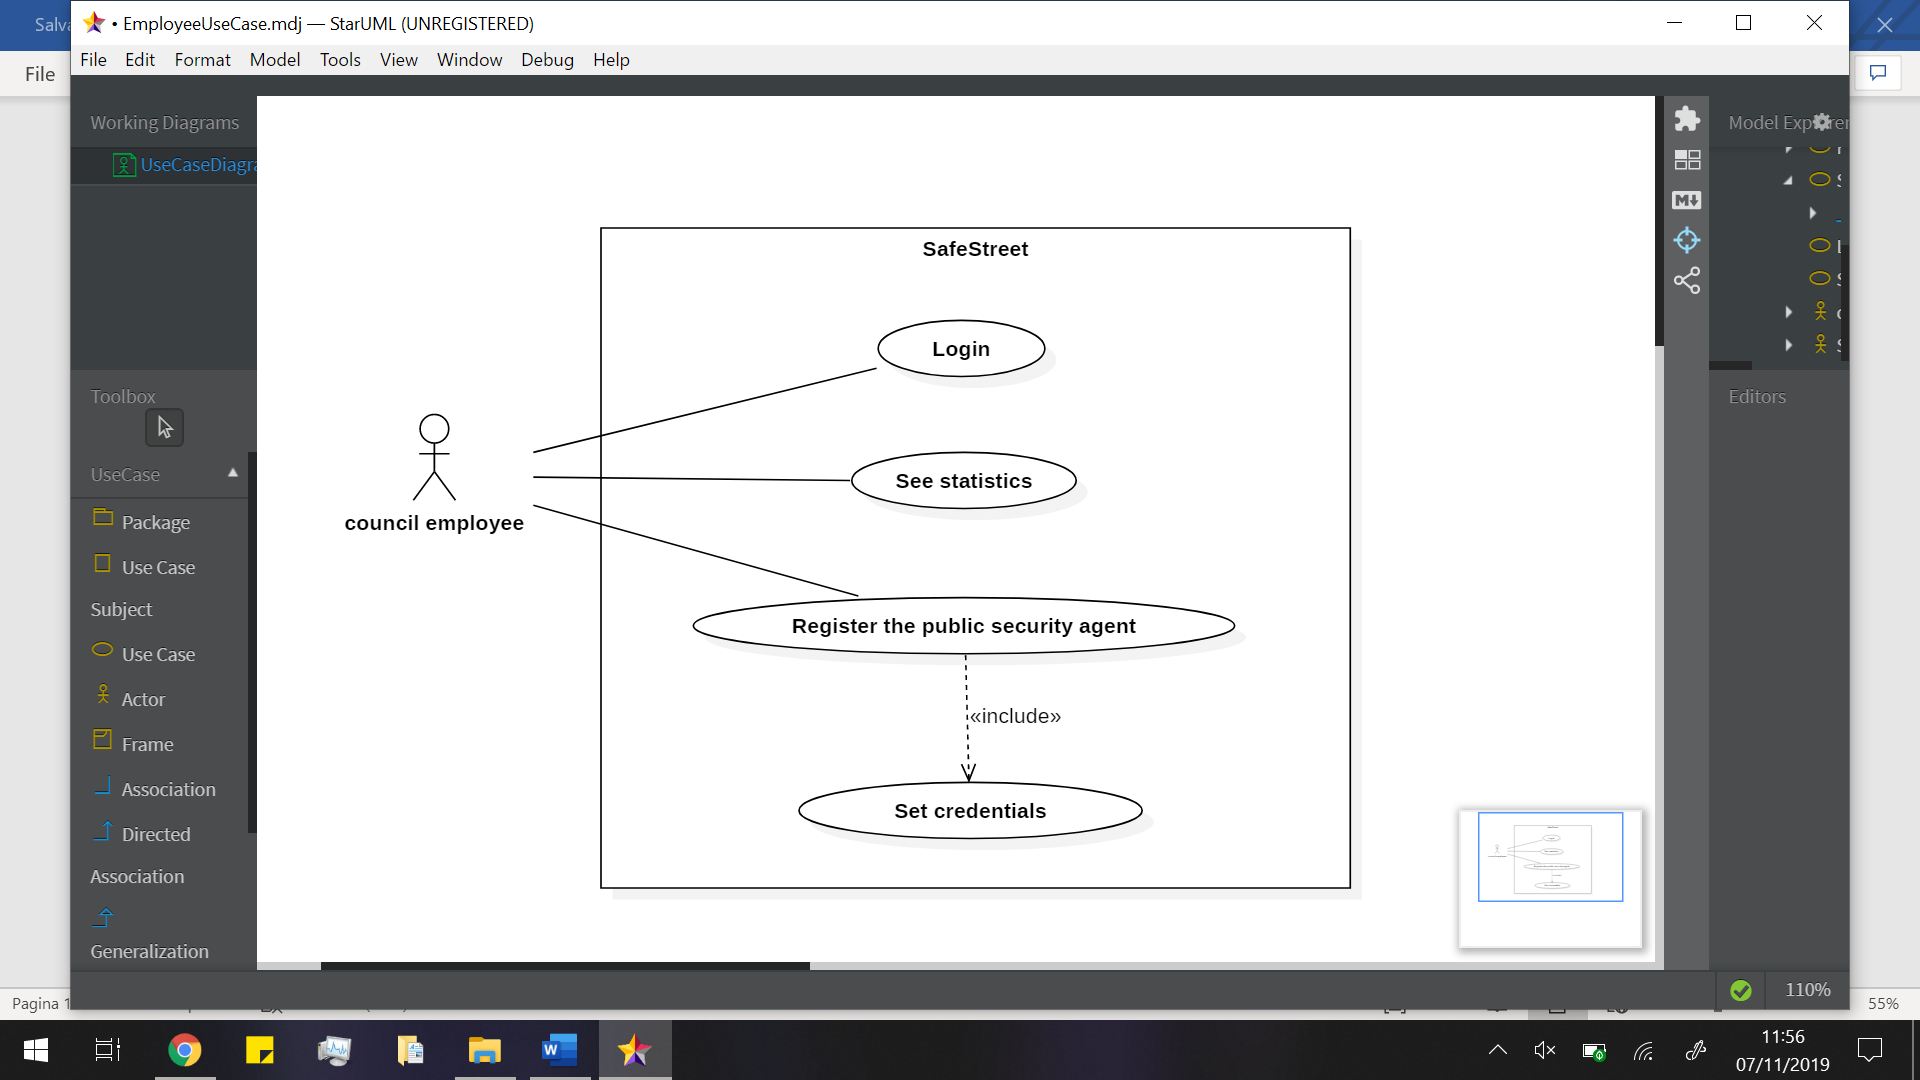 Salva
• EmployeeUseCase.mdj — StarUML (UNREGISTERED)
File
File Edit Format Model Tools View Window Debug Help
Working Diagrams
UseCaseDiagra
Model Explorer
Toolbox
UseCase
Package
Use Case
Subject
Use Case
Actor
Frame
Association
Directed
Association
Generalization
SafeStreet
Login
See statistics
council employee
Register the public security agent
«include»
Set credentials
M
Editors
110%
Pagina 1
55%
W
11:56
07/11/2019